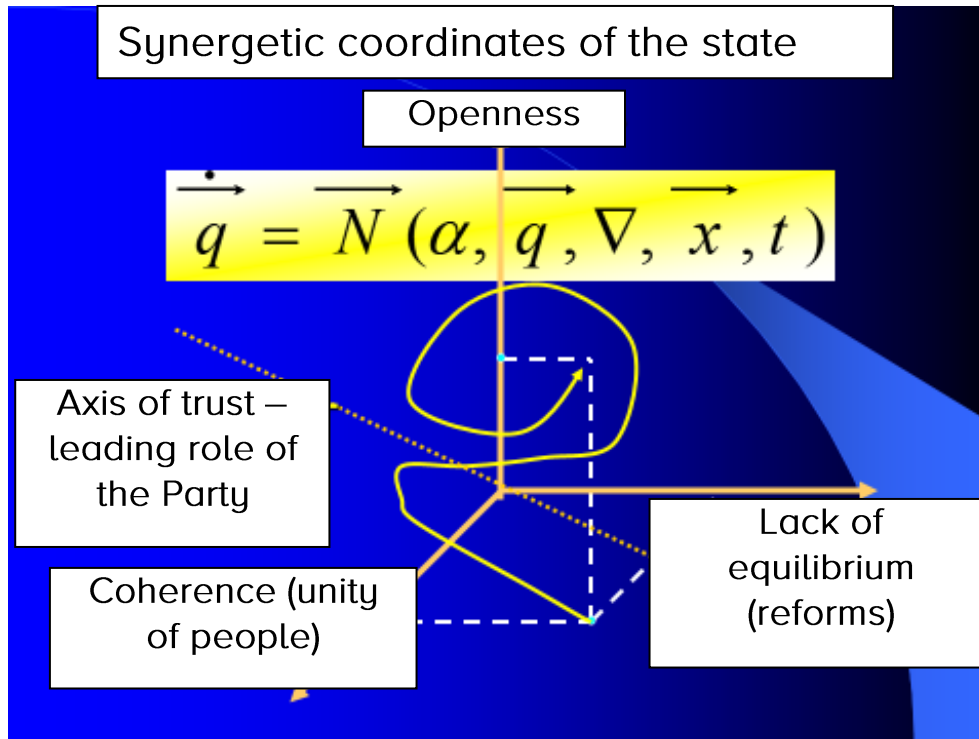 Synergetic coordinates of the state
Openness
q̇ = N (α, q, ∇, x, t)
Axis of trust –
leading role of
the Party
Lack of
equilibrium
(reforms)
Coherence (unity
of people)